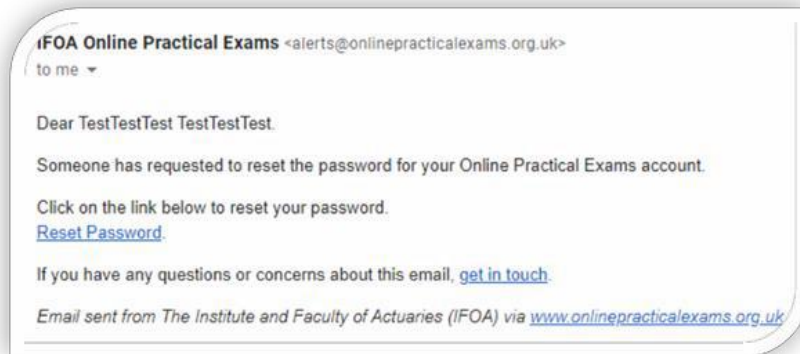 IFOA Online Practical Exams <alerts@onlinepracticalexams.org.uk>
to me
Dear TestTestTest TestTestTest.
Someone has requested to reset the password for your Online Practical Exams account.
Click on the link below to reset your password.
Reset Password.
If you have any questions or concerns about this email, get in touch.
Email sent from The Institute and Faculty of Actuaries (IFOA) via www.onlinepracticalexams.org.uk